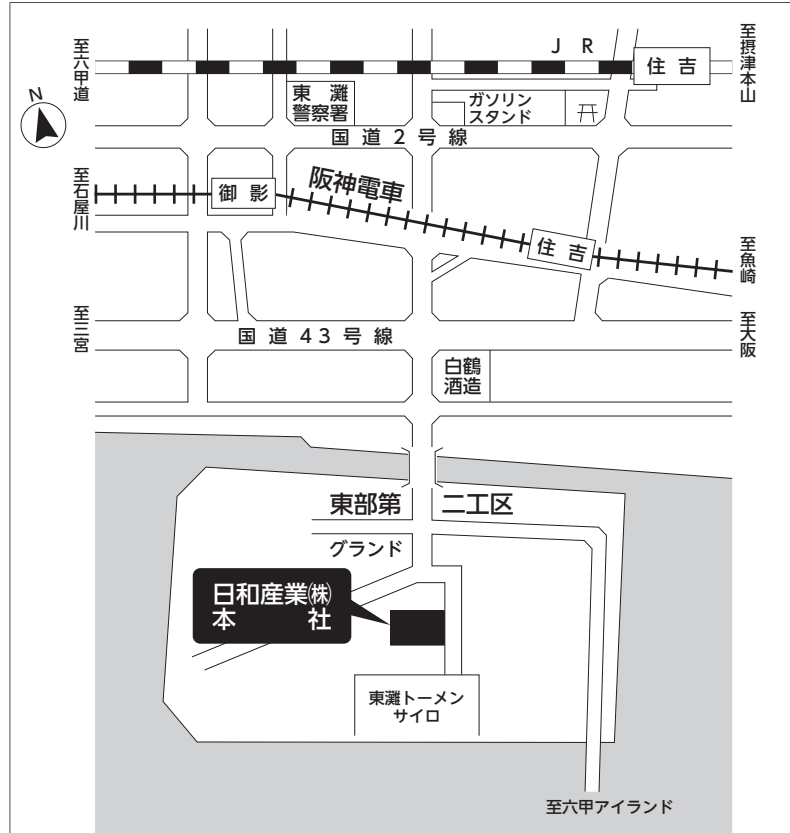 至六甲道
J R
住 吉
至摂津本山
N
東 灘
警察署
ガソリン
スタンド
国 道 2 号 線
至石屋川
御 影
阪神電車
住 吉
至魚崎
至三宮
国 道 43 号 線
至大阪
白鶴
酒造
東部第 二工区
グランド
日和産業㈱
本 社
東灘トーメン
サイロ
至六甲アイランド